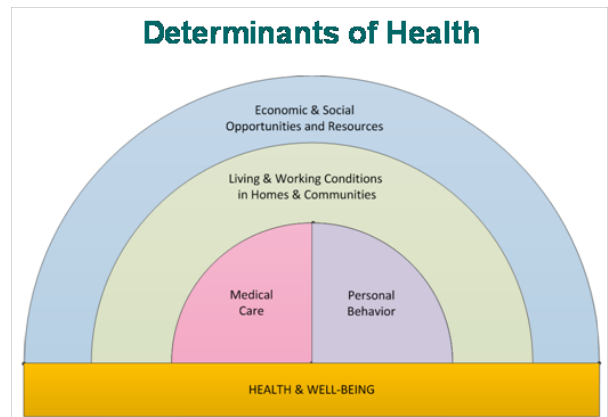 Determinants of Health
Economic & Social
Opportunities and Resources
Living & Working Conditions
in Homes & Communities
Medical
Care
Personal
Behavior
HEALTH & WELL-BEING